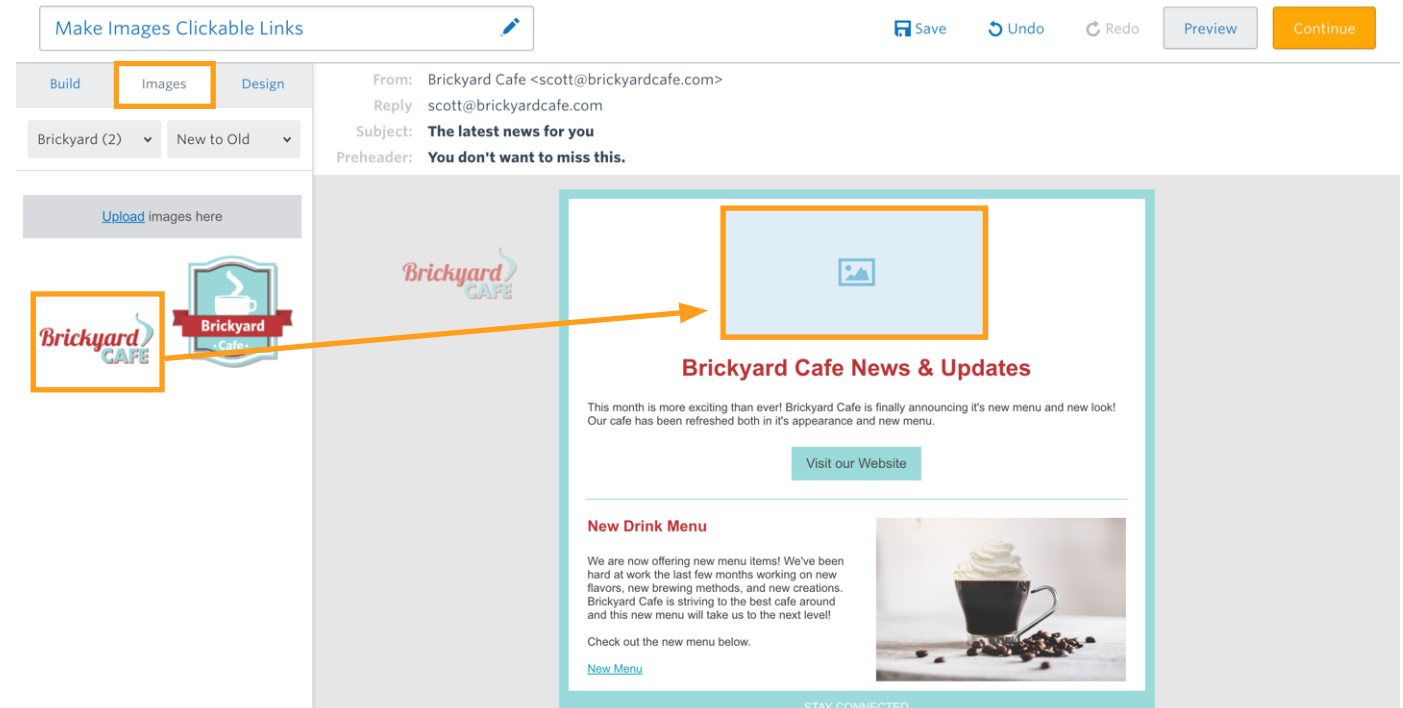 Make Images Clickable Links
Save
Undo
Redo
Preview
Continue
Build
Images
Design
Brickyard (2)
New to Old
Upload images here
Brickyard
CAFE
Brickyard
·Cafe·
From: Brickyard Cafe <scott@brickyardcafe.com>
Reply scott@brickyardcafe.com
Subject: The latest news for you
Preheader: You don't want to miss this.
Brickyard
CAFE
Brickyard Cafe News & Updates
This month is more exciting than ever! Brickyard Cafe is finally announcing it's new menu and new look!
Our cafe has been refreshed both in it's appearance and new menu.
Visit our Website
New Drink Menu
We are now offering new menu items! We've been
hard at work the last few months working on new
flavors, new brewing methods, and new creations.
Brickyard Cafe is striving to the best cafe around
and this new menu will take us to the next level!
Check out the new menu below.
New Menu
STAY CONNECTED